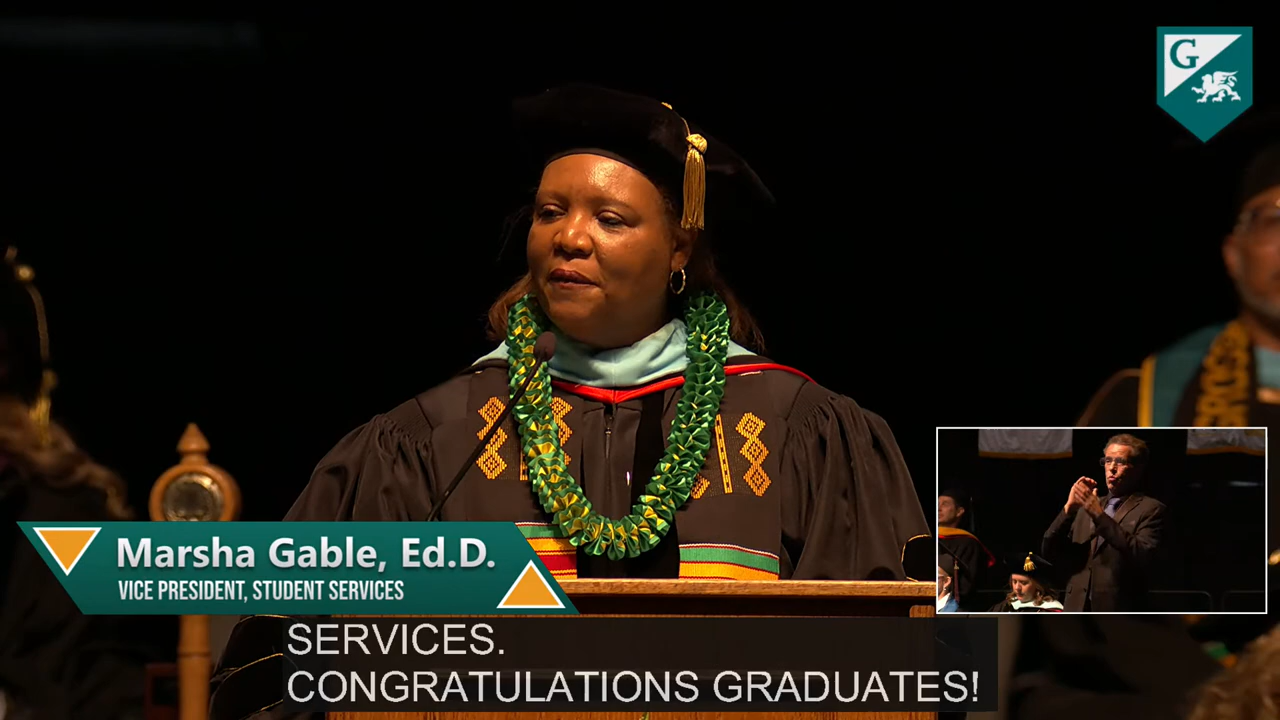 G
Marsha Gable, Ed.D.
VICE PRESIDENT, STUDENT SERVICES
SERVICES.
CONGRATULATIONS GRADUATES!